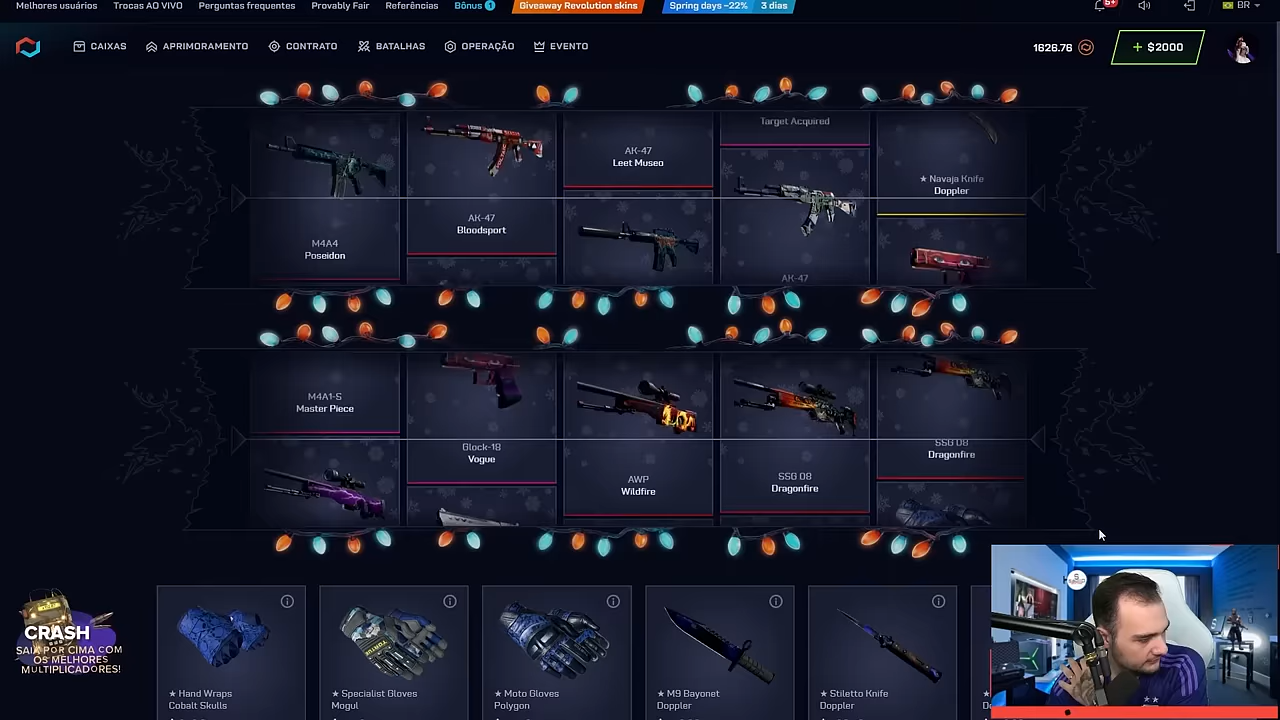 Melhores usuários Trocas AO VIVO Perguntas frequentes Provably Fair Referências Bônus 1 Giveaway Revolution skins Spring days −22% 3 dias 5+ BR
CAIXAS APRIMORAMENTO CONTRATO BATALHAS OPERAÇÃO EVENTO 1626.76 + $2000
M4A4
Poseidon
AK-47
Bloodsport
AK-47
Leet Museo
Target Acquired
AK-47
★ Navaja Knife
Doppler
M4A1-S
Master Piece
Glock-18
Vogue
AWP
Wildfire
SSG 08
Dragonfire
SSG 08
Dragonfire
CRASH
SAIA POR CIMA COM
OS MELHORES
MULTIPLICADORES!
★ Hand Wraps
Cobalt Skulls
★ Specialist Gloves
Mogul
★ Moto Gloves
Polygon
★ M9 Bayonet
Doppler
★ Stiletto Knife
Doppler